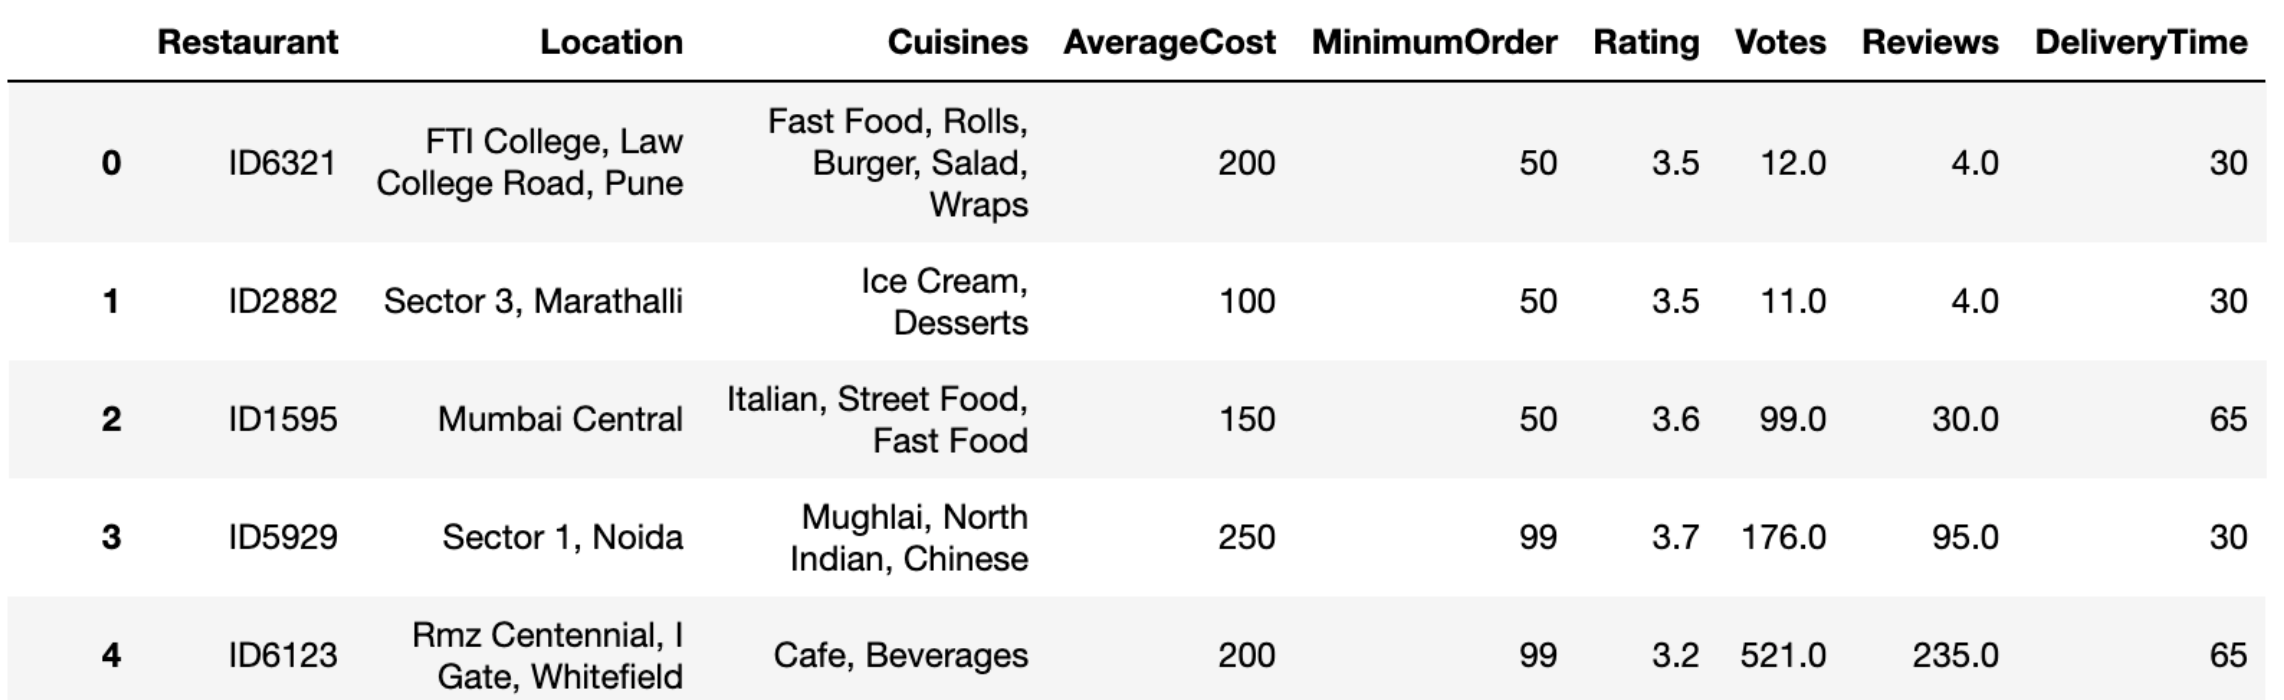 Restaurant Location Cuisines AverageCost MinimumOrder Rating Votes Reviews DeliveryTime
0 ID6321 FTI College, Law College Road, Pune Fast Food, Rolls, Burger, Salad, Wraps 200 50 3.5 12.0 4.0 30
1 ID2882 Sector 3, Marathalli Ice Cream, Desserts 100 50 3.5 11.0 4.0 30
2 ID1595 Mumbai Central Italian, Street Food, Fast Food 150 50 3.6 99.0 30.0 65
3 ID5929 Sector 1, Noida Mughlai, North Indian, Chinese 250 99 3.7 176.0 95.0 30
4 ID6123 Rmz Centennial, I Gate, Whitefield Cafe, Beverages 200 99 3.2 521.0 235.0 65